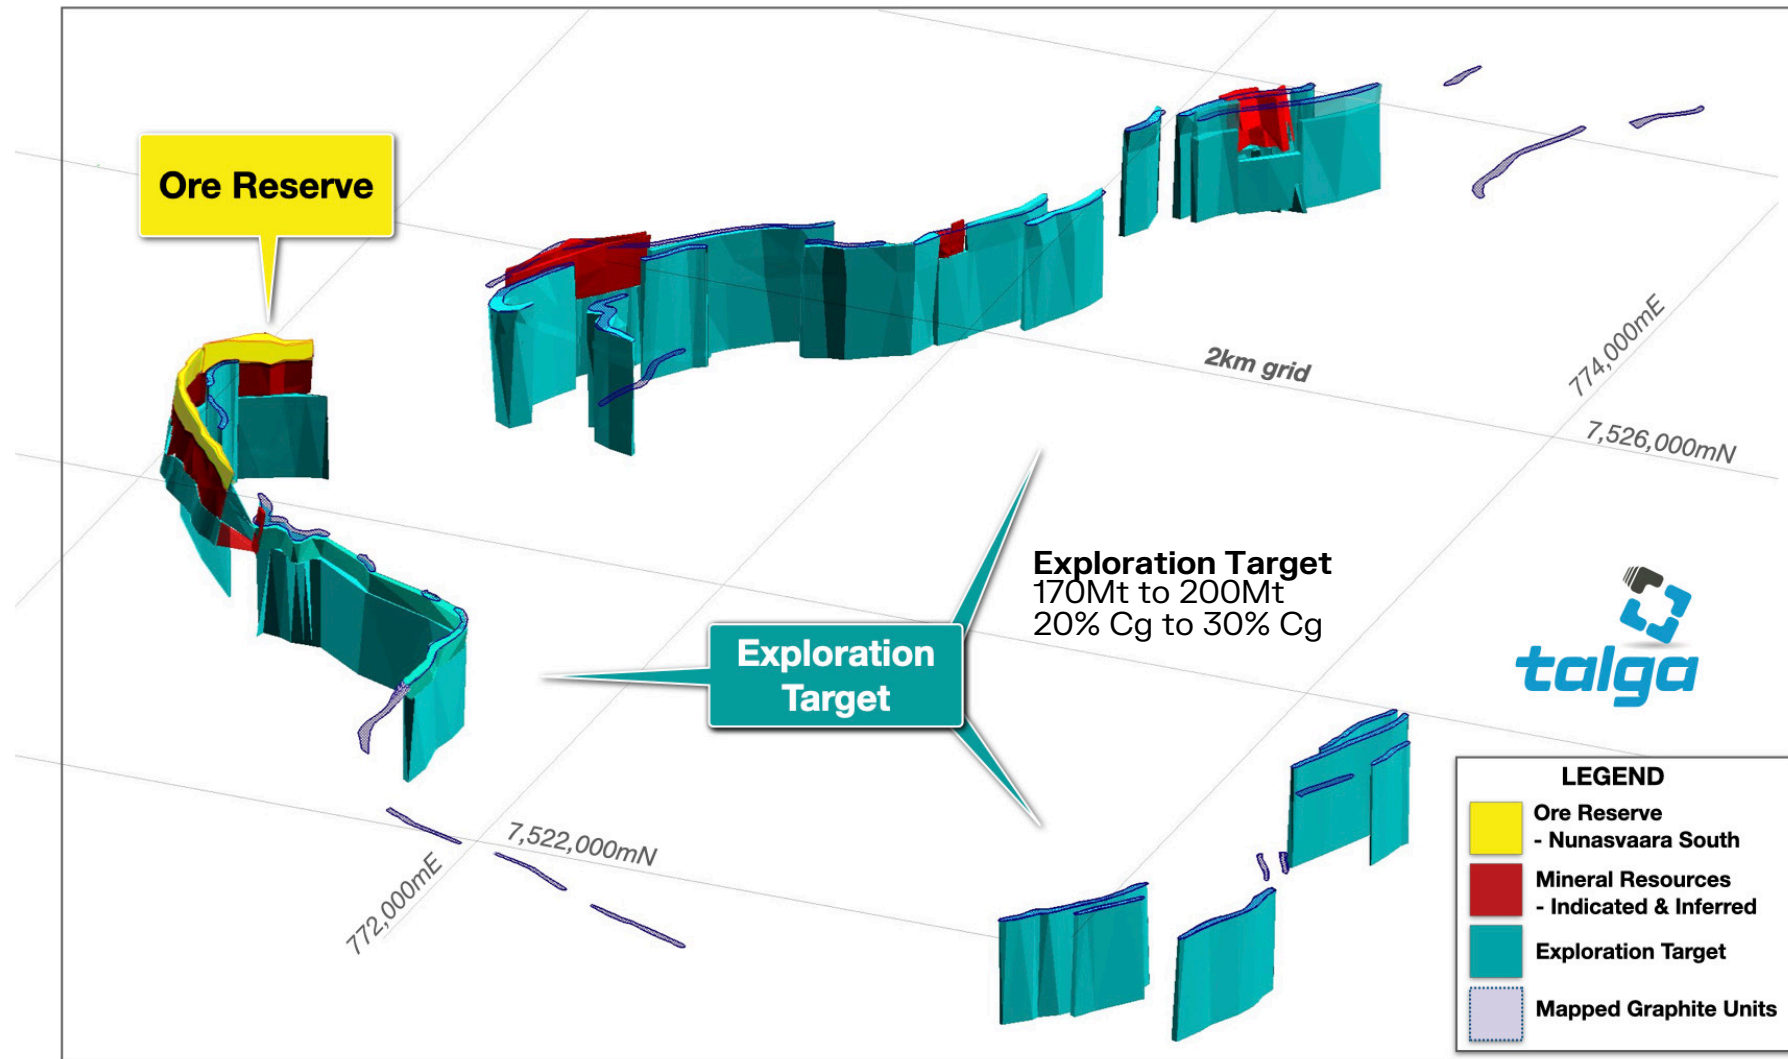 Ore Reserve
2km grid
774,000mE
7,526,000mN
Exploration Target
170Mt to 200Mt
20% Cg to 30% Cg
Exploration
Target
talga
7,522,000mN
772,000mE
LEGEND
Ore Reserve
- Nunasvaara South
Mineral Resources
- Indicated & Inferred
Exploration Target
Mapped Graphite Units